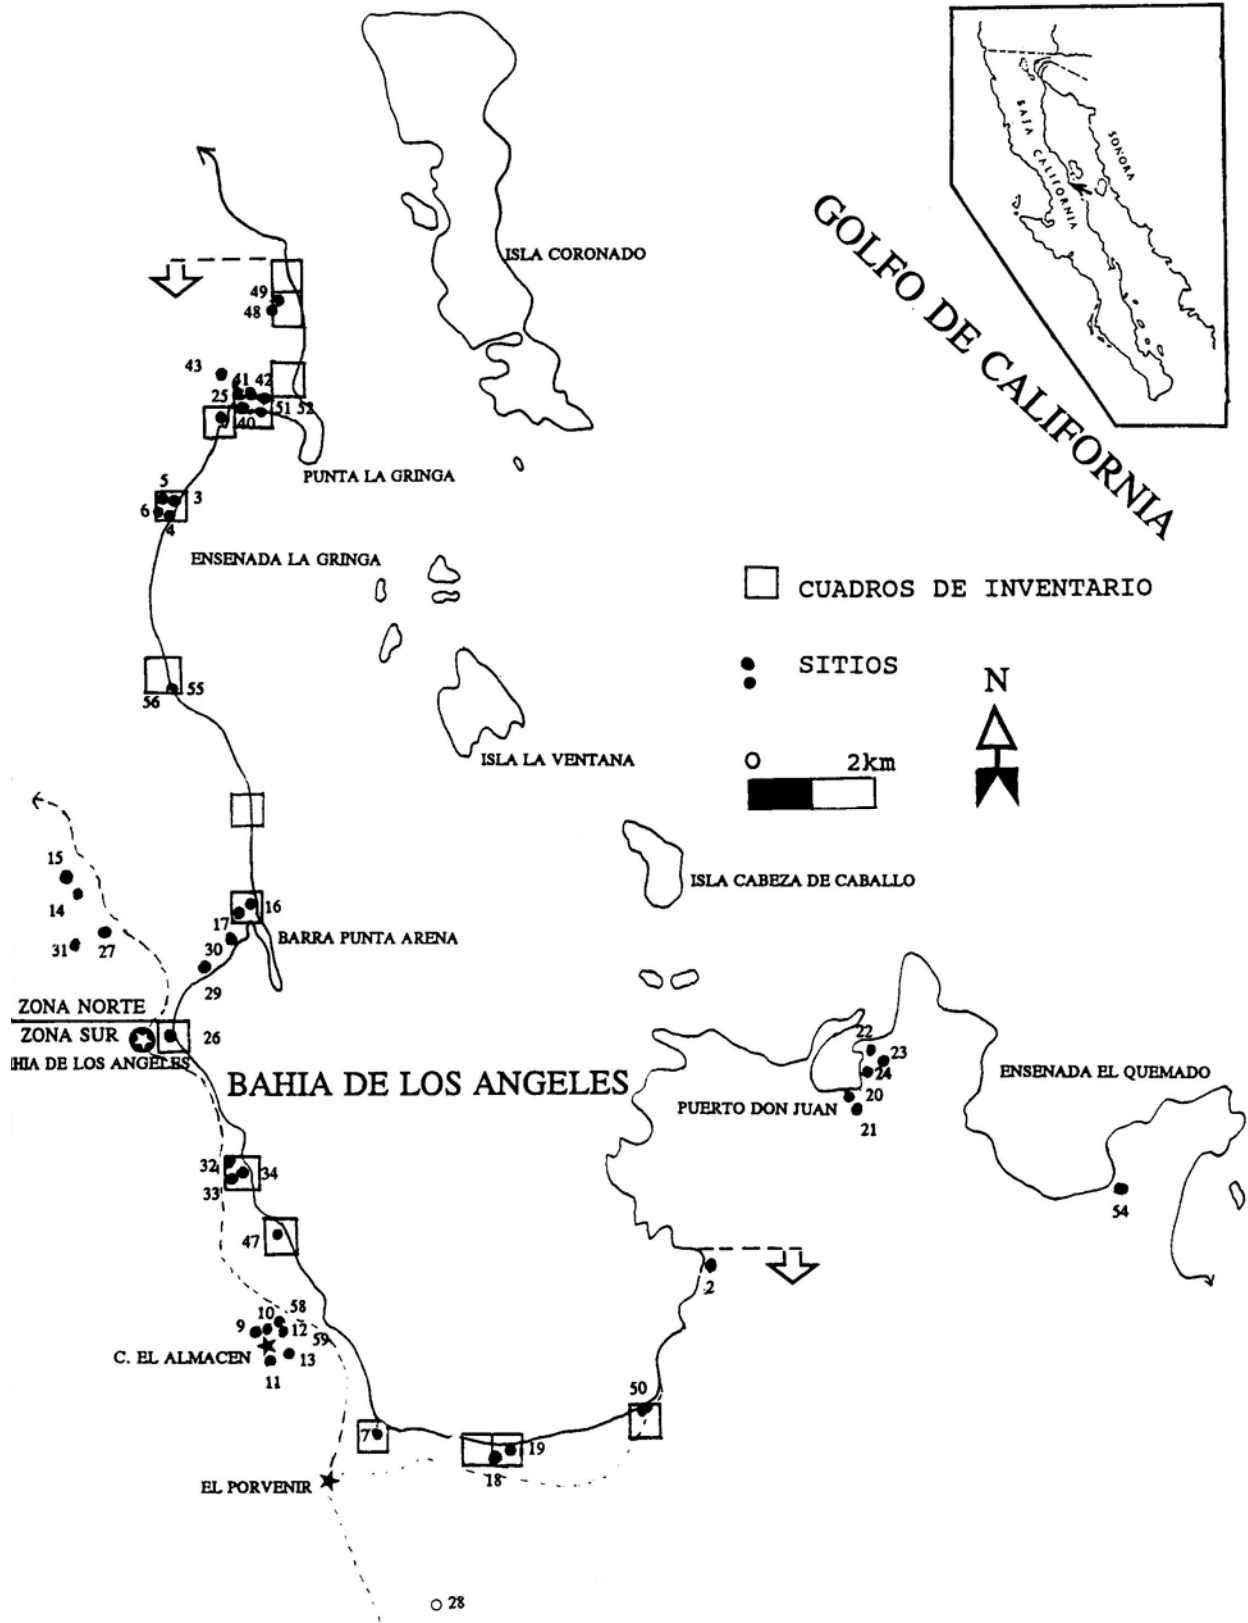 BAJA CALIFORNIA
SONORA
GOLFO DE CALIFORNIA
ISLA CORONADO
49
48
43
41
42
25
40
51 52
PUNTA LA GRINGA
5
3
6
4
ENSENADA LA GRINGA
CUADROS DE INVENTARIO
SITIOS
N
55
56
ISLA LA VENTANA
0 2km
15
14
ISLA CABEZA DE CABALLO
16
17
31
27
30
BARRA PUNTA ARENA
29
ZONA NORTE
ZONA SUR
26
HIA DE LOS ANGELES
BAHIA DE LOS ANGELES
22
23
24
ENSENADA EL QUEMADO
20
PUERTO DON JUAN
21
32
34
33
54
47
2
58
10
9
12
59
C. EL ALMACEN
13
11
50
7
19
18
EL PORVENIR
28